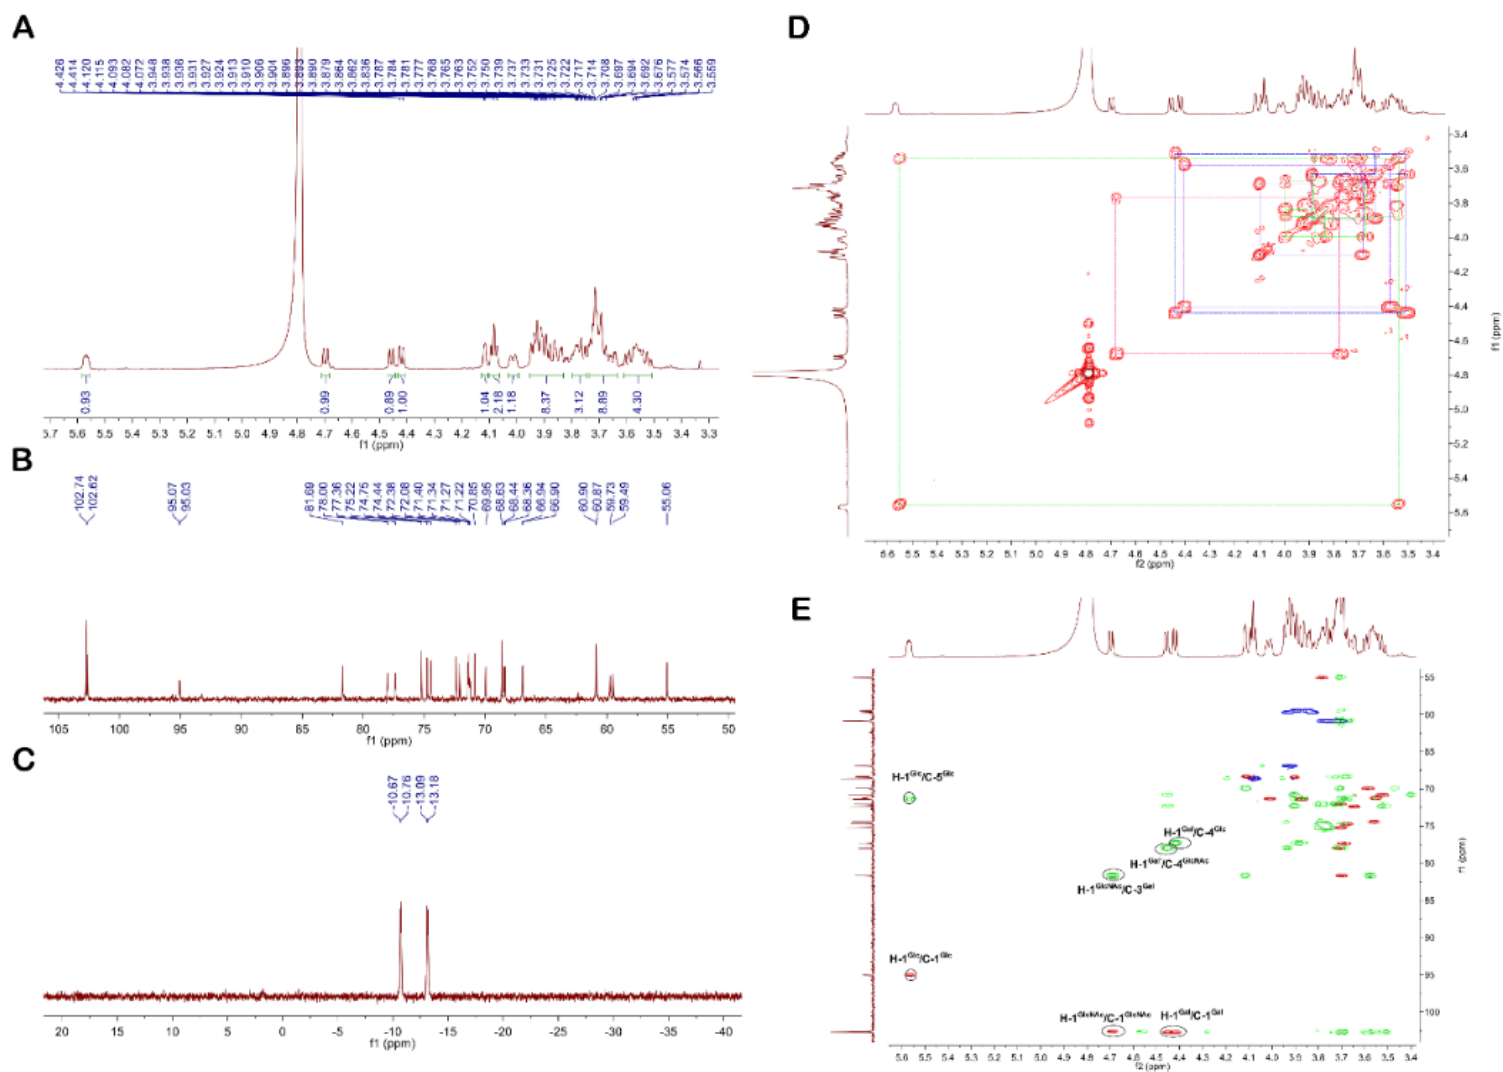 A
4.426 4.414 4.120 4.115 4.093 4.082 4.072 3.948 3.938 3.936 3.931 3.927 3.924 3.913 3.910 3.906 3.904 3.896 3.893 3.890 3.879 3.864 3.862 3.836 3.787 3.784 3.781 3.777 3.768 3.765 3.763 3.752 3.750 3.739 3.737 3.733 3.731 3.725 3.722 3.717 3.714 3.708 3.697 3.694 3.692 3.676 3.577 3.574 3.566 3.559
0.93 0.99 0.89 1.00 1.04 2.18 1.18 8.37 3.12 8.89 4.30
5.7 5.6 5.5 5.4 5.3 5.2 5.1 5.0 4.9 4.8 4.7 4.6 4.5 4.4 4.3 4.2 4.1 4.0 3.9 3.8 3.7 3.6 3.5 3.4 3.3
f1 (ppm)
B
102.74 102.62 95.07 95.03 81.69 78.00 77.36 75.22 74.75 74.44 72.38 72.08 71.40 71.34 71.27 71.22 70.85 69.95 68.63 68.44 68.36 66.94 66.90 60.90 60.87 59.73 59.49 55.06
105 100 95 90 85 80 75 70 65 60 55 50
f1 (ppm)
C
-10.67 -10.76 -13.09 -13.18
20 15 10 5 0 -5 -10 -15 -20 -25 -30 -35 -40
f1 (ppm)
D
3.4
3.6
3.8
4.0
4.2
4.4
4.6
4.8
5.0
5.2
5.4
5.6
f1 (ppm)
5.6 5.5 5.4 5.3 5.2 5.1 5.0 4.9 4.8 4.7 4.6 4.5 4.4 4.3 4.2 4.1 4.0 3.9 3.8 3.7 3.6 3.5 3.4
f2 (ppm)
E
55
60
65
70
75
80
85
90
95
100
f1 (ppm)
H-1Glc/C-5Glc
H-1Gal/C-4Glc
H-1Gal'/C-4GlcNAc
H-1GlcNAc/C-3Gal
H-1Glc/C-1Glc
H-1GlcNAc/C-1GlcNAc H-1Gal/C-1Gal
5.6 5.5 5.4 5.3 5.2 5.1 5.0 4.9 4.8 4.7 4.6 4.5 4.4 4.3 4.2 4.1 4.0 3.9 3.8 3.7 3.6 3.5 3.4
f2 (ppm)